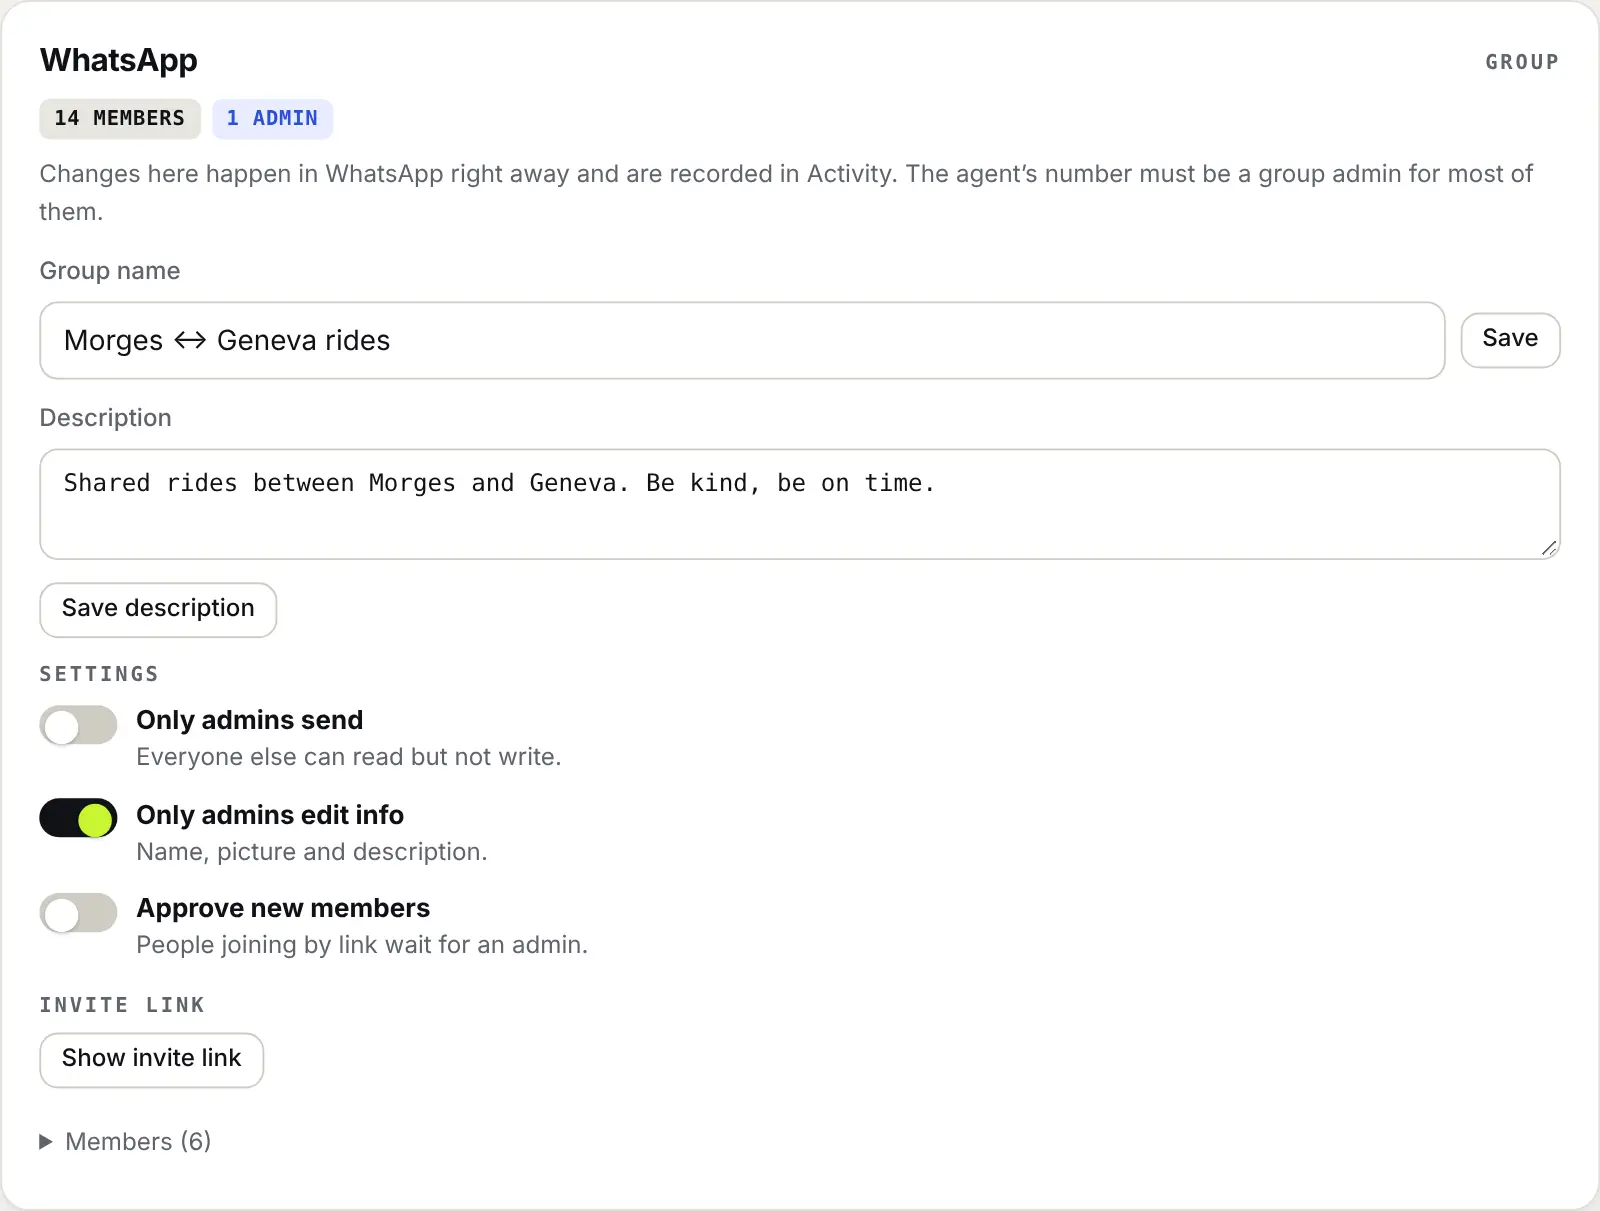 WhatsApp
GROUP
14 MEMBERS
1 ADMIN
Changes here happen in WhatsApp right away and are recorded in Activity. The agent’s number must be a group admin for most of
them.
Group name
Morges ↔ Geneva rides
Save
Description
Shared rides between Morges and Geneva. Be kind, be on time.
Save description
SETTINGS
Only admins send
Everyone else can read but not write.
Only admins edit info
Name, picture and description.
Approve new members
People joining by link wait for an admin.
INVITE LINK
Show invite link
Members (6)